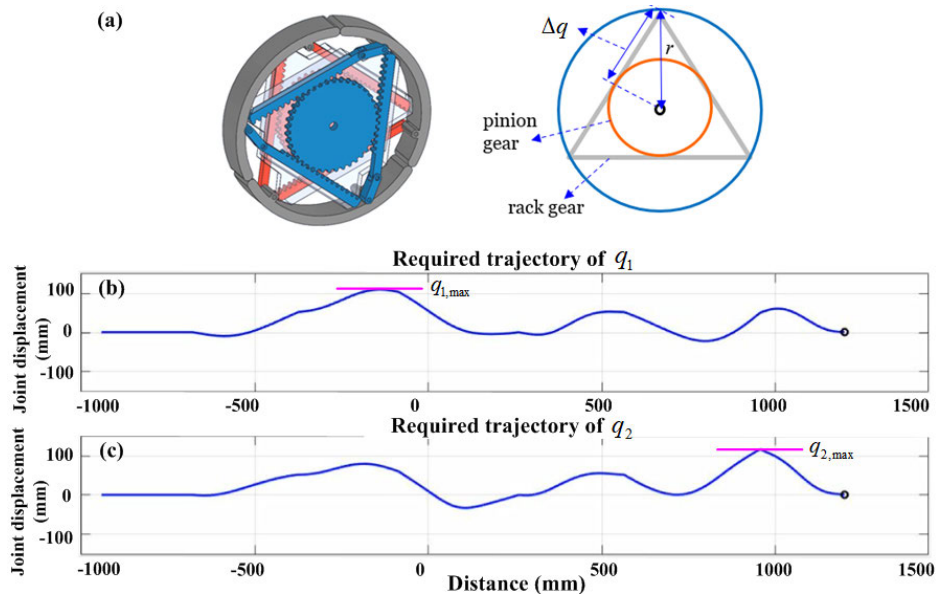 (a)
Δq
r
pinion
gear
rack gear
Required trajectory of q1
(b)
q1,max
Joint displacement
(mm)
100
0
-100
-1000 -500 0 500 1000 1500
Required trajectory of q2
(c)
q2,max
Joint displacement
(mm)
100
0
-100
-1000 -500 0 500 1000 1500
Distance (mm)